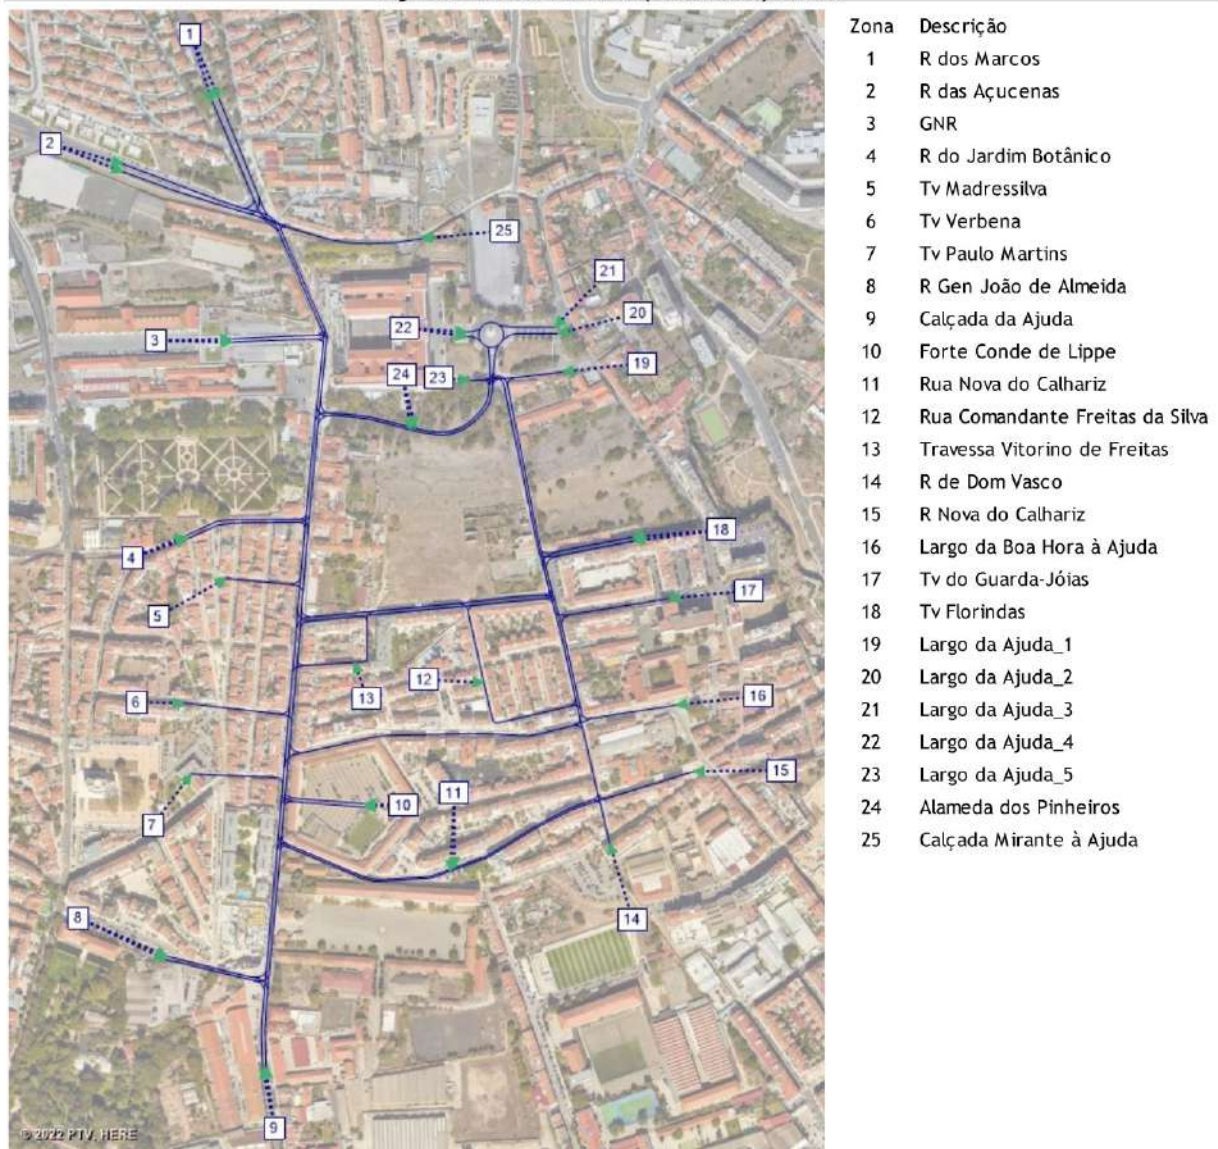 1
2
25
21
20
22
3
19
24
23
18
4
17
5
12
13
16
6
15
10
11
7
8
14
9
© 2022 PTV, HERE
Zona Descrição
1 R dos Marcos
2 R das Açucenas
3 GNR
4 R do Jardim Botânico
5 Tv Madressilva
6 Tv Verbena
7 Tv Paulo Martins
8 R Gen João de Almeida
9 Calçada da Ajuda
10 Forte Conde de Lippe
11 Rua Nova do Calhariz
12 Rua Comandante Freitas da Silva
13 Travessa Vitorino de Freitas
14 R de Dom Vasco
15 R Nova do Calhariz
16 Largo da Boa Hora à Ajuda
17 Tv do Guarda-Jóias
18 Tv Florindas
19 Largo da Ajuda_1
20 Largo da Ajuda_2
21 Largo da Ajuda_3
22 Largo da Ajuda_4
23 Largo da Ajuda_5
24 Alameda dos Pinheiros
25 Calçada Mirante à Ajuda